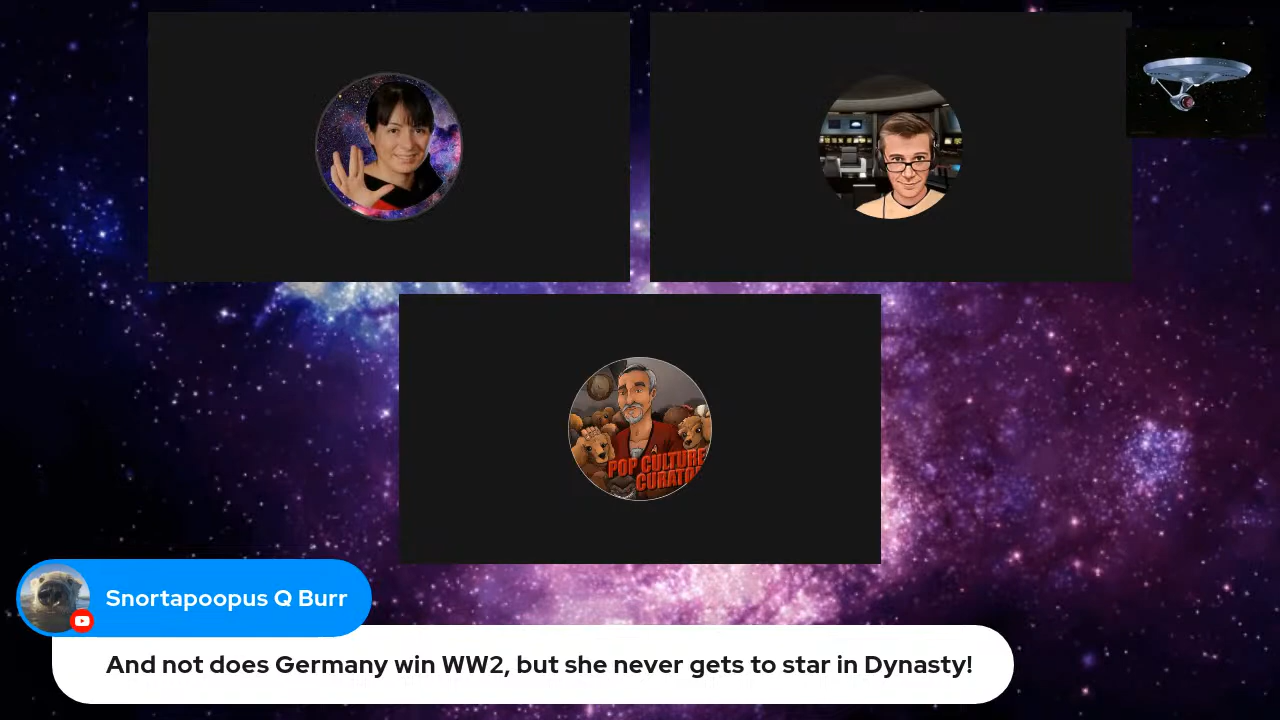 POP CULTURE
CURATO
Snortapoopus Q Burr
And not does Germany win WW2, but she never gets to star in Dynasty!